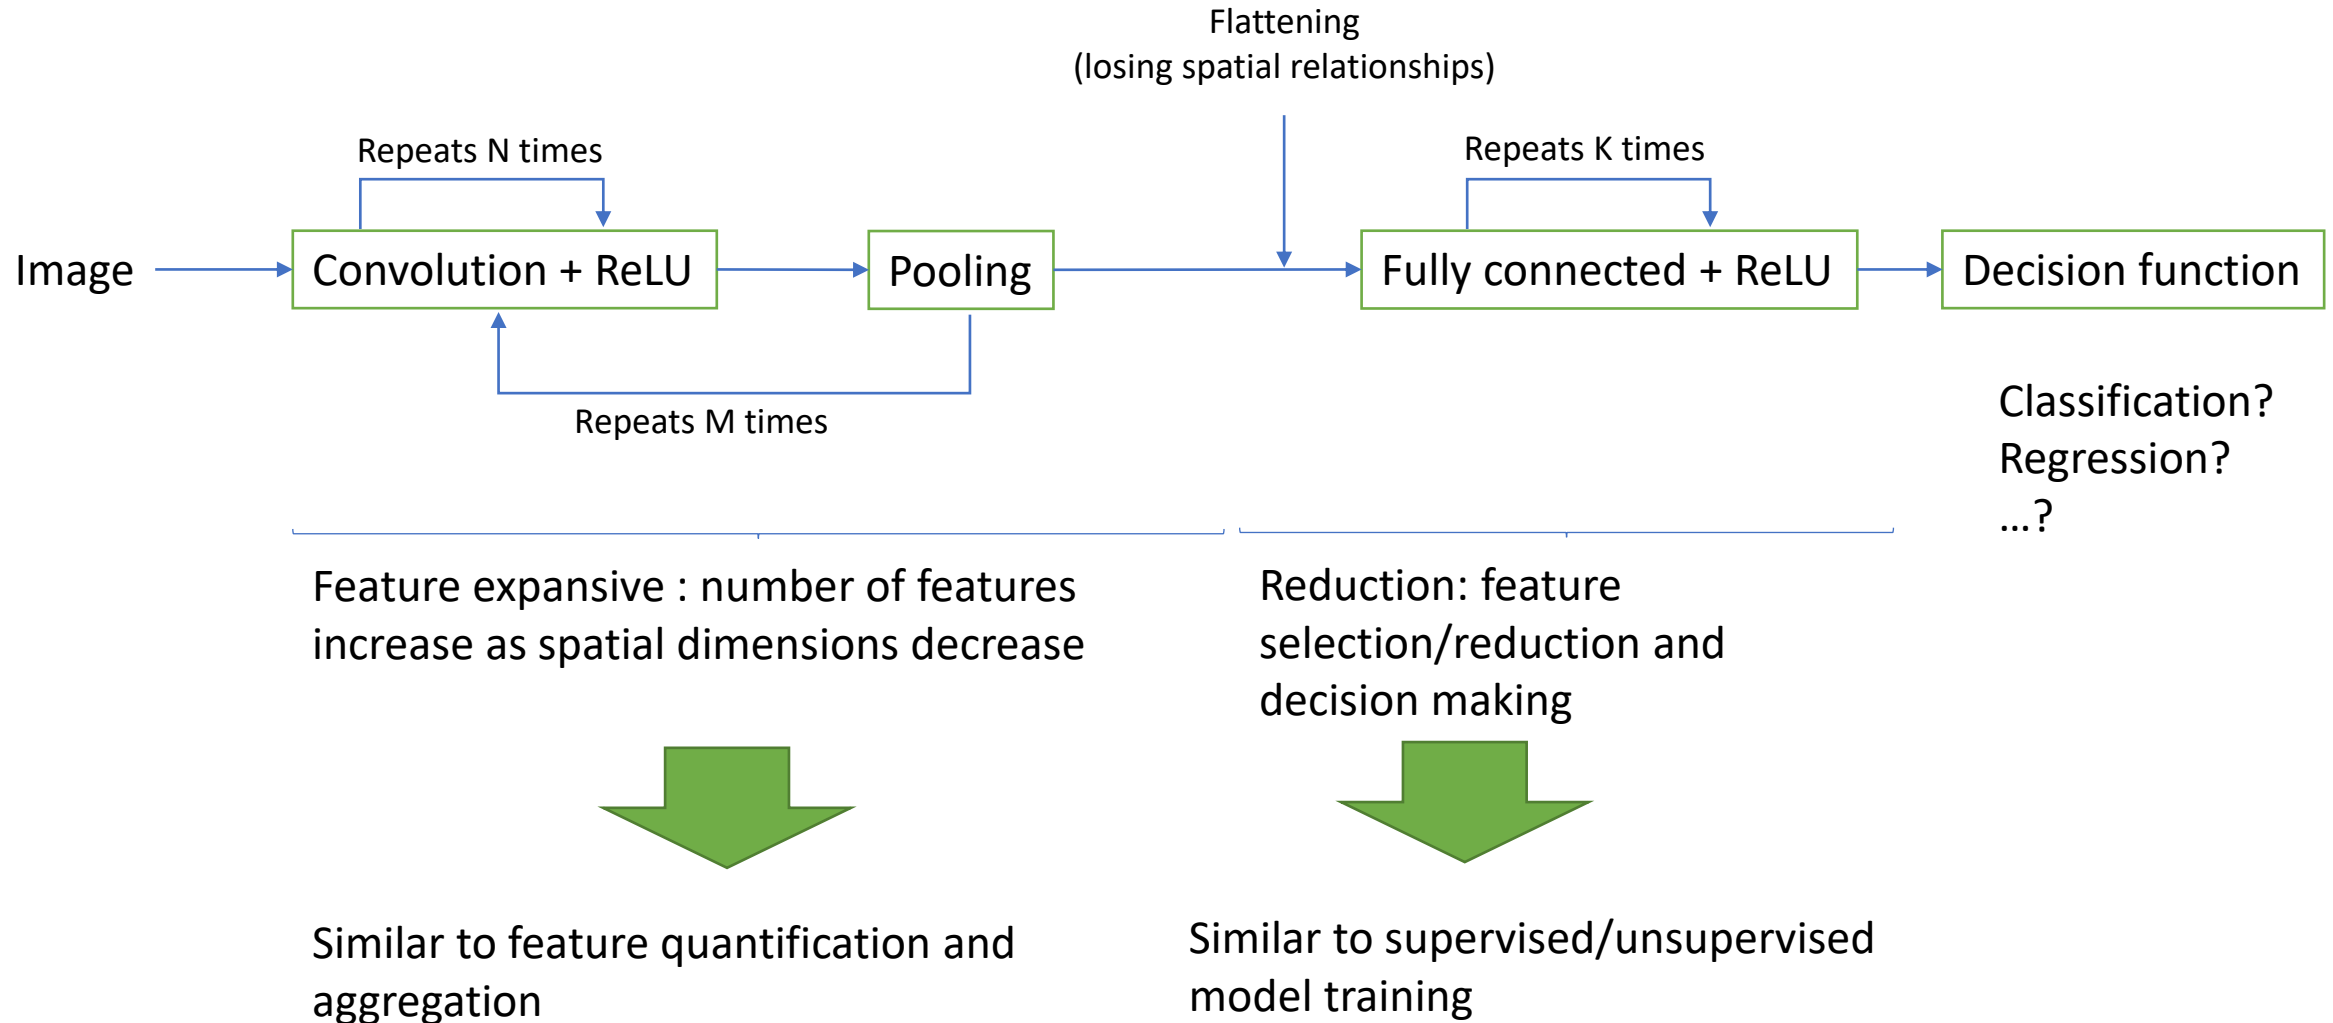 Flattening
(losing spatial relationships)
Repeats N times
Repeats K times
Image
Convolution + ReLU
Pooling
Fully connected + ReLU
Decision function
Repeats M times
Classification?
Regression?
...?
Feature expansive : number of features
increase as spatial dimensions decrease
Reduction: feature
selection/reduction and
decision making
Similar to feature quantification and
aggregation
Similar to supervised/unsupervised
model training